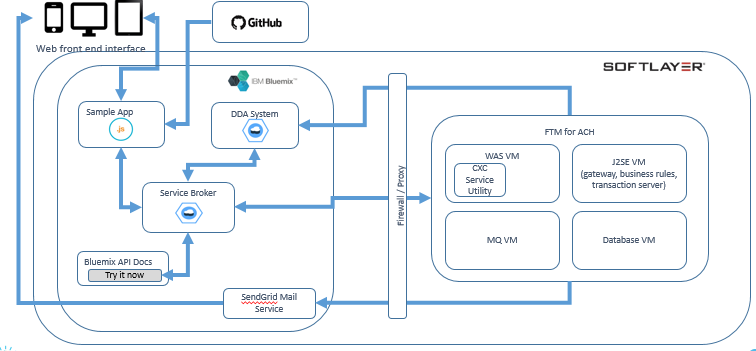 GitHub
Web front end interface
SOFTLAYER®
IBM Bluemix™
Sample App
.js
DDA System
FTM for ACH
WAS VM
CXC
Service
Utility
J2SE VM
(gateway, business rules,
transaction server)
Service Broker
Firewall / Proxy
MQ VM
Database VM
Bluemix API Docs
Try it now
SendGrid Mail
Service